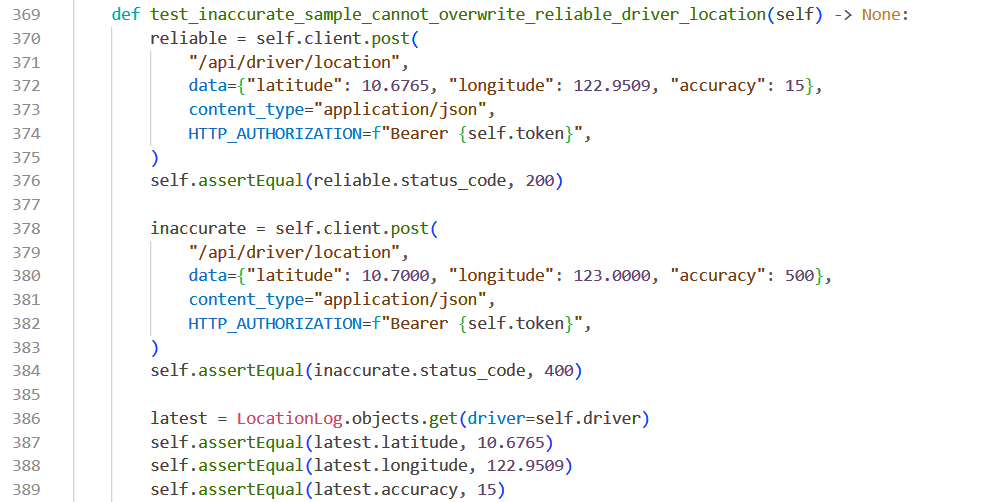 369 def test_inaccurate_sample_cannot_overwrite_reliable_driver_location(self) -> None:
370 reliable = self.client.post(
371 "/api/driver/location",
372 data={"latitude": 10.6765, "longitude": 122.9509, "accuracy": 15},
373 content_type="application/json",
374 HTTP_AUTHORIZATION=f"Bearer {self.token}",
375 )
376 self.assertEqual(reliable.status_code, 200)
377
378 inaccurate = self.client.post(
379 "/api/driver/location",
380 data={"latitude": 10.7000, "longitude": 123.0000, "accuracy": 500},
381 content_type="application/json",
382 HTTP_AUTHORIZATION=f"Bearer {self.token}",
383 )
384 self.assertEqual(inaccurate.status_code, 400)
385
386 latest = LocationLog.objects.get(driver=self.driver)
387 self.assertEqual(latest.latitude, 10.6765)
388 self.assertEqual(latest.longitude, 122.9509)
389 self.assertEqual(latest.accuracy, 15)